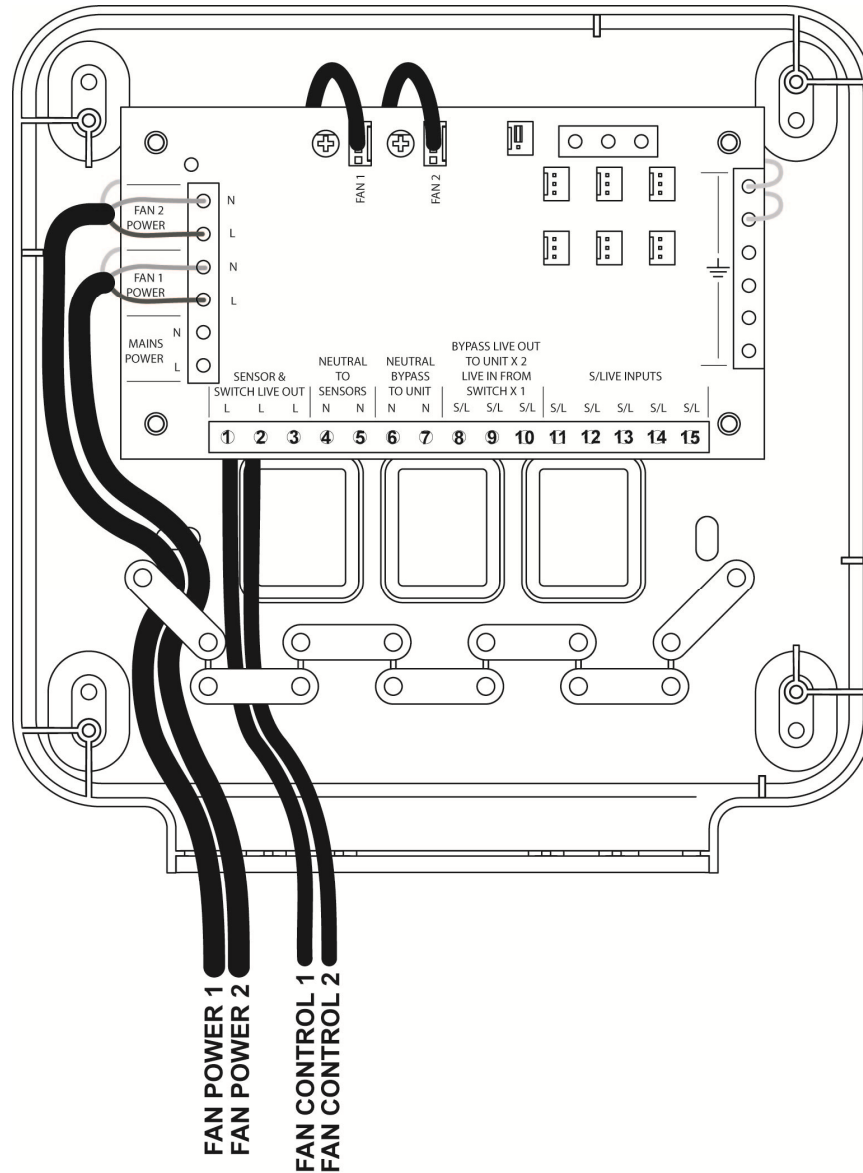 FAN 1
FAN 2
FAN 2
POWER
N
L
FAN 1
POWER
N
L
MAINS
POWER
N
L
SENSOR &
SWITCH LIVE OUT
L L L
NEUTRAL
TO
SENSORS
N N
NEUTRAL
BYPASS
TO UNIT
N N
BYPASS LIVE OUT
TO UNIT X 2
LIVE IN FROM
SWITCH X 1
S/L S/L S/L
S/LIVE INPUTS
S/L S/L S/L S/L S/L
1 2 3 4 5 6 7 8 9 10 11 12 13 14 15
FAN POWER 1
FAN POWER 2
FAN CONTROL 1
FAN CONTROL 2